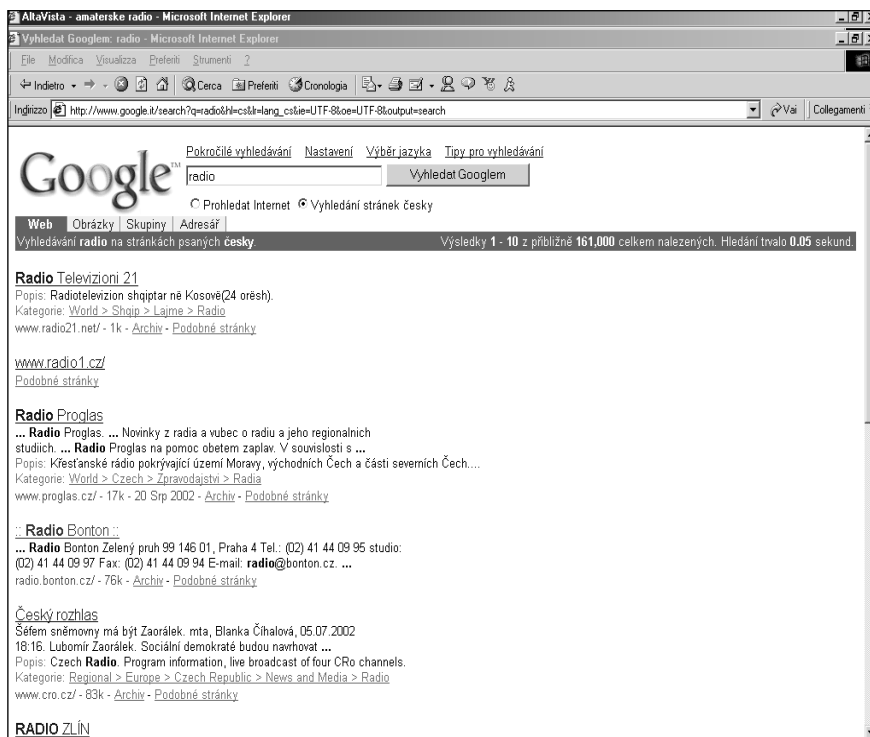 AltaVista - amaterske radio - Microsoft Internet Explorer
Vyhledat Googlem: radio - Microsoft Internet Explorer
File Modifica Visualizza Preferiti Strumenti ?
Indietro Cerca Preferiti Cronologia
Indirizzo http://www.google.it/search?q=radio&hl=cs&lr=lang_cs&ie=UTF-8&oe=UTF-8&output=search Vai Collegamenti
Pokročilé vyhledávání Nastavení Výběr jazyka Tipy pro vyhledávání
Google™
radio Vyhledat Googlem
Prohledat Internet Vyhledání stránek česky
Web Obrázky Skupiny Adresář
Vyhledávání radio na stránkách psaných česky. Výsledky 1 - 10 z přibližně 161,000 celkem nalezených. Hledání trvalo 0.05 sekund.
Radio Televizioni 21
Popis: Radiotelevizion shqiptar në Kosovë(24 orësh).
Kategorie: World > Shqip > Lajme > Radio
www.radio21.net/ - 1k - Archiv - Podobné stránky
www.radio1.cz/
Podobné stránky
Radio Proglas
... Radio Proglas. ... Novinky z radia a vubec o radiu a jeho regionalnich
studiich. ... Radio Proglas na pomoc obetem zaplav. V souvislosti s ...
Popis: Křesťanské rádio pokrývající území Moravy, východních Čech a části severních Čech....
Kategorie: World > Czech > Zpravodajství > Radia
www.proglas.cz/ - 17k - 20 Srp 2002 - Archiv - Podobné stránky
:: Radio Bonton ::
... Radio Bonton Zelený pruh 99 146 01, Praha 4 Tel.: (02) 41 44 09 95 studio:
(02) 41 44 09 97 Fax: (02) 41 44 09 94 E-mail: radio@bonton.cz. ...
radio.bonton.cz/ - 76k - Archiv - Podobné stránky
Český rozhlas
Šéfem sněmovny má být Zaorálek. mta, Blanka Číhalová, 05.07.2002
18:16. Lubomír Zaorálek. Sociální demokraté budou navrhovat ...
Popis: Czech Radio. Program information, live broadcast of four CRo channels.
Kategorie: Regional > Europe > Czech Republic > News and Media > Radio
www.cro.cz/ - 83k - Archiv - Podobné stránky
RADIO ZLÍN